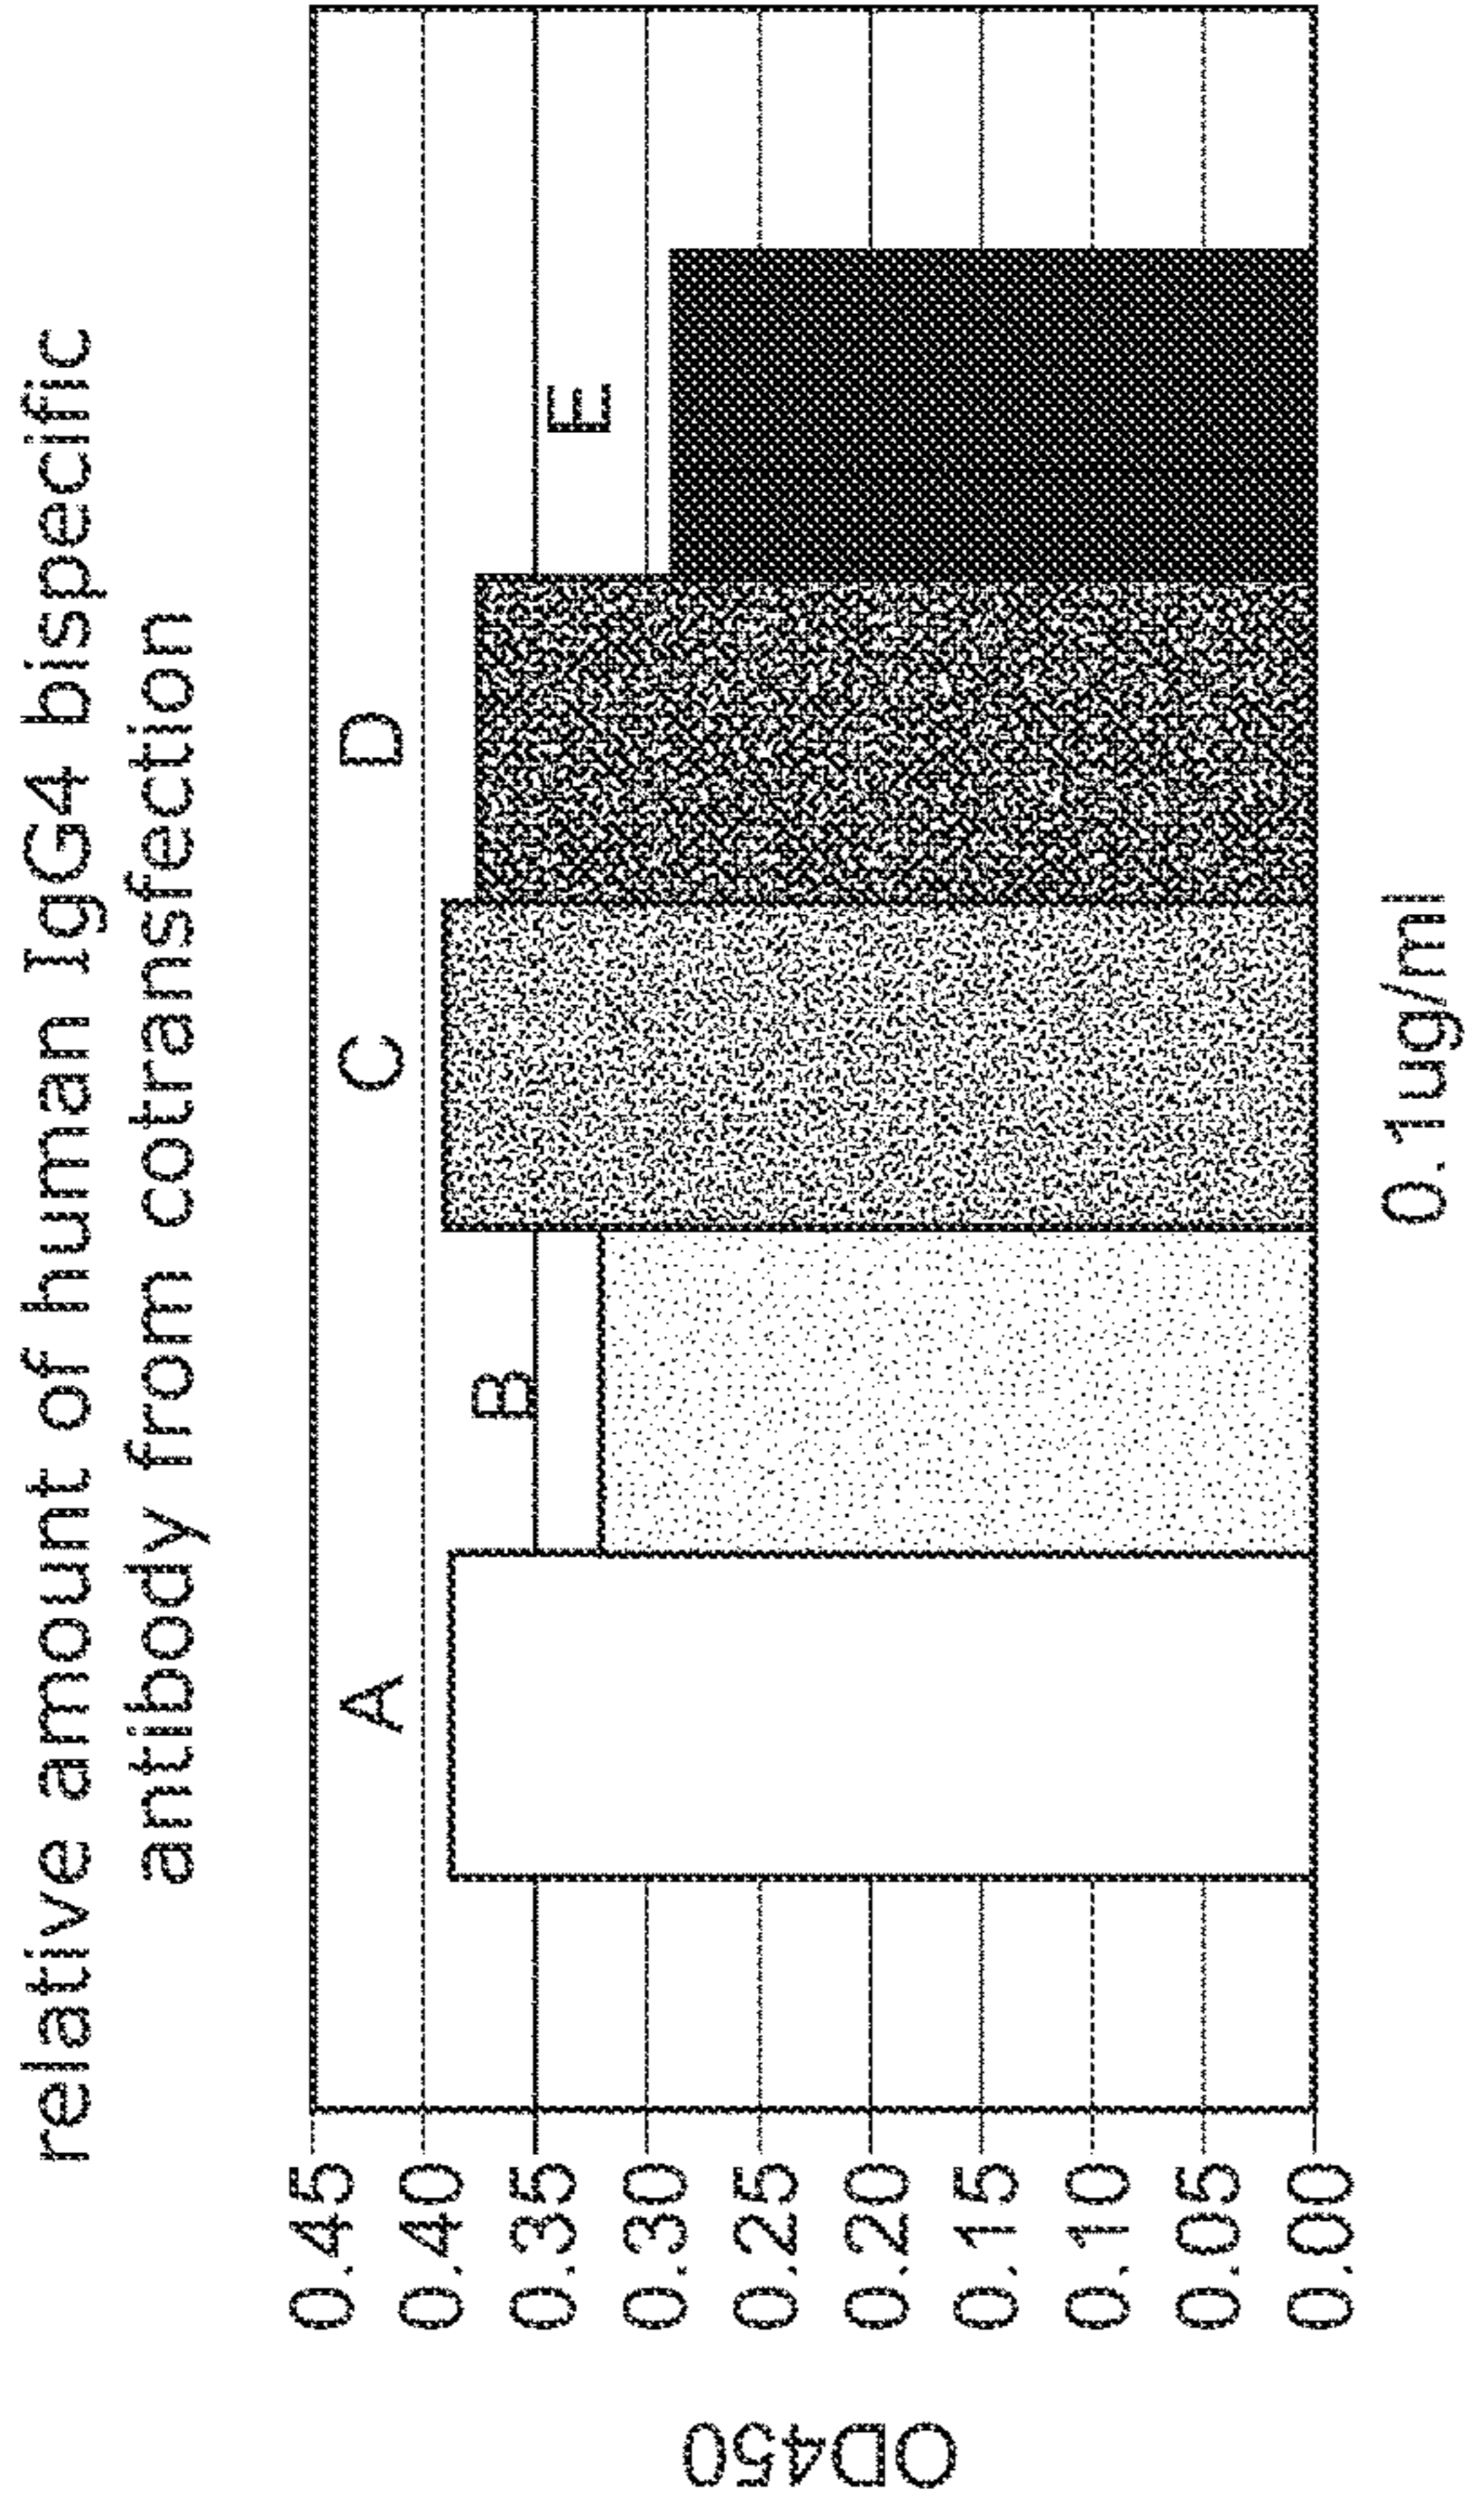 relative amount of human IgG4 bispecific
antibody from cotransfection
OD450
0.45
0.40
0.35
0.30
0.25
0.20
0.15
0.10
0.05
0.00
A
B
C
D
E
0.1ug/ml